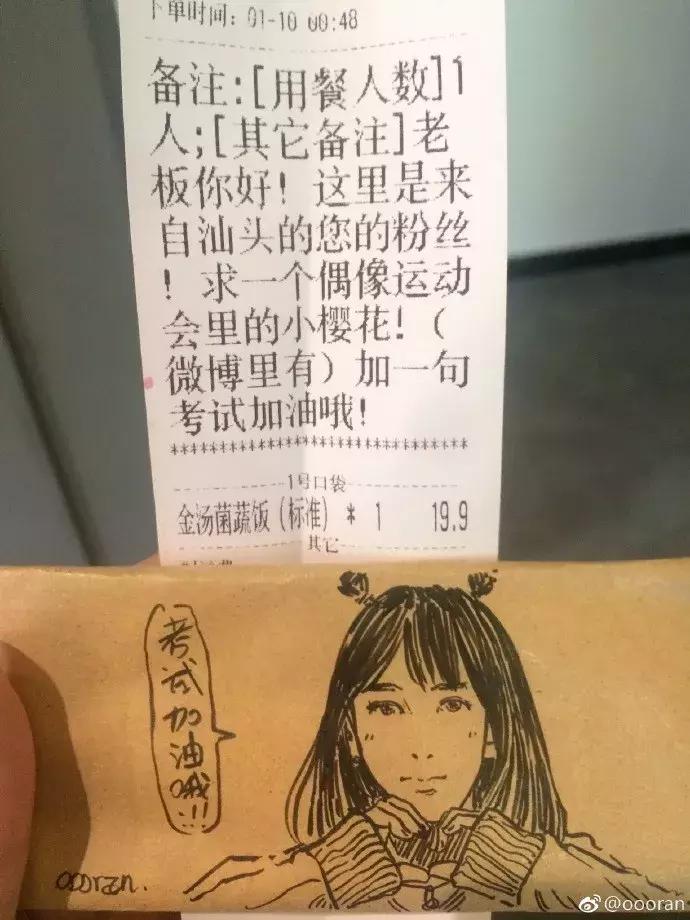 下单时间：01-10 00:48
备注:[用餐人数]1
人;[其它备注]老
板你好！这里是来
自汕头的您的粉丝
！求一个偶像运动
会里的小樱花！（
微博里有）加一句
考试加油哦！
********************************
1号口袋
金汤菌蔬饭（标准） * 1 19.9
其它
考试加油哦!!
ooorzn.
@oooran